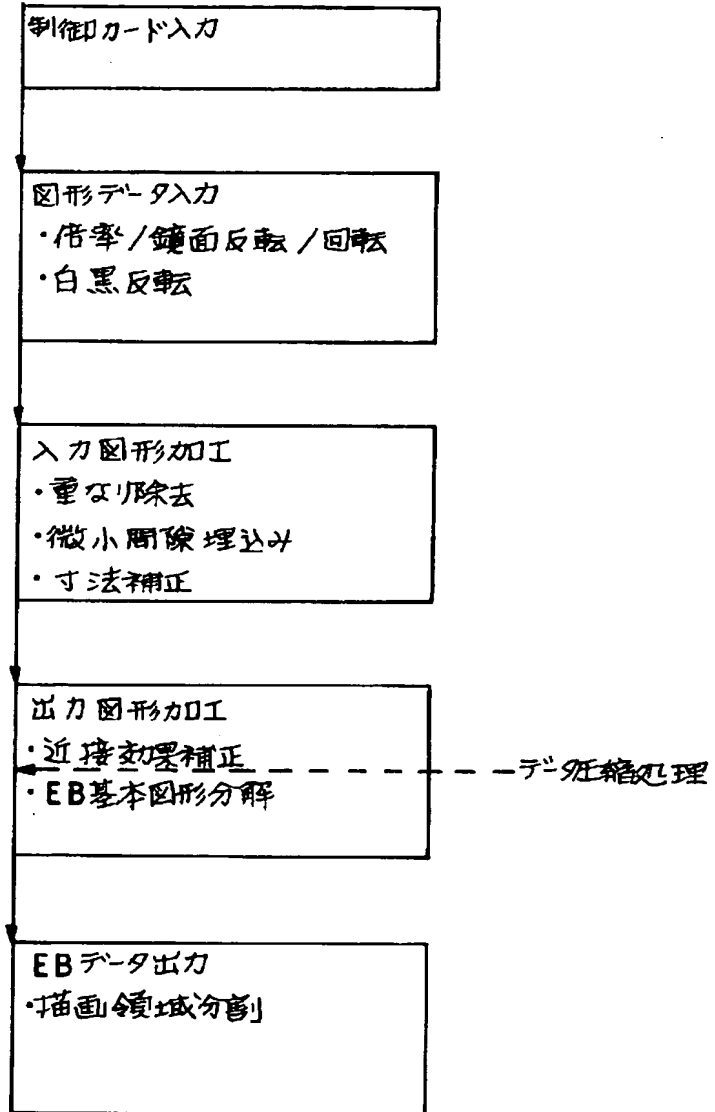 制御カード入力
図形データ入力
・倍率/鏡面反転/回転
・白黒反転
入力図形加工
・重なり除去
・微小間隙埋込み
・寸法補正
出力図形加工
・近接効果補正
データ圧縮処理
・EB基本図形分解
EBデータ出力
・描画領域分割